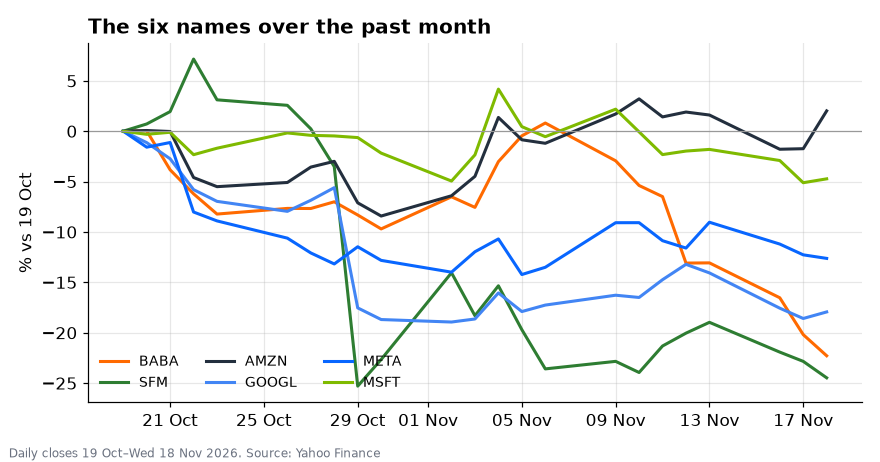 The six names over the past month
% vs 19 Oct
5
0
−5
−10
−15
−20
−25
BABA AMZN META
SFM GOOGL MSFT
21 Oct 25 Oct 29 Oct 01 Nov 05 Nov 09 Nov 13 Nov 17 Nov
Daily closes 19 Oct–Wed 18 Nov 2026. Source: Yahoo Finance